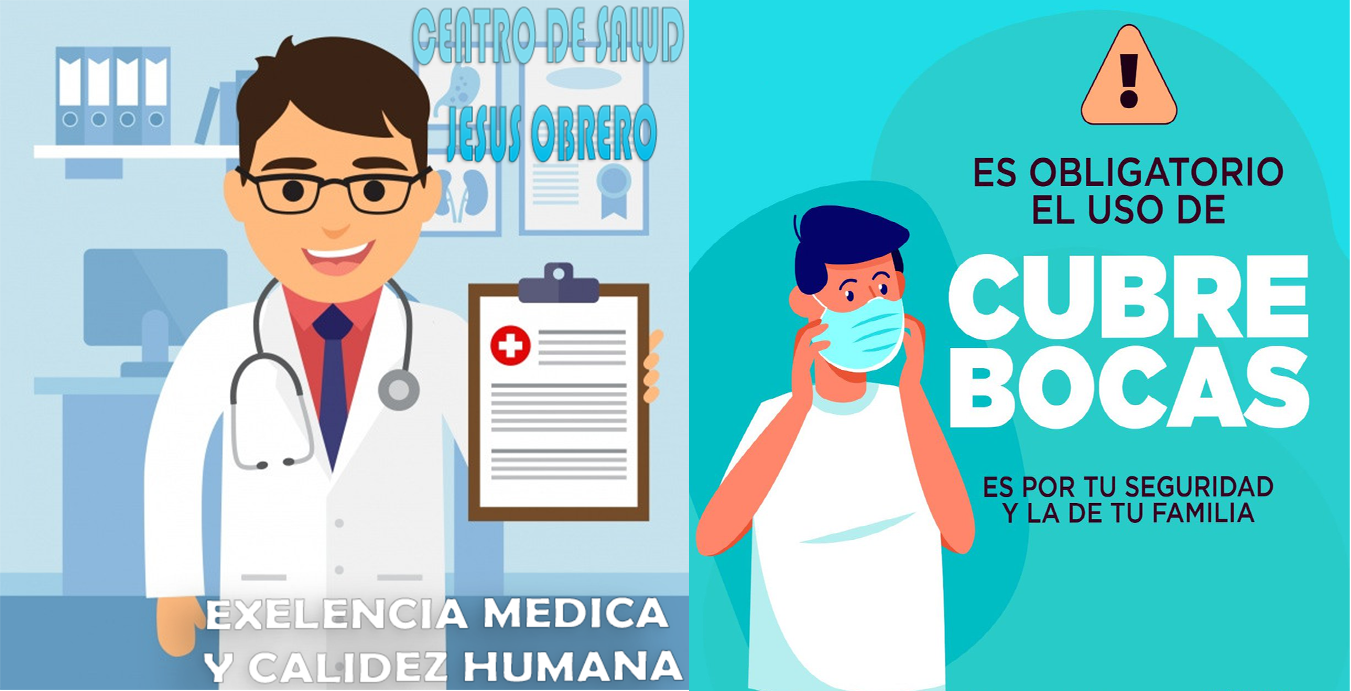 CENTRO DE SALUD
JESUS OBRERO
EXELENCIA MEDICA
Y CALIDEZ HUMANA
!
ES OBLIGATORIO
EL USO DE
CUBRE
BOCAS
ES POR TU SEGURIDAD
Y LA DE TU FAMILIA